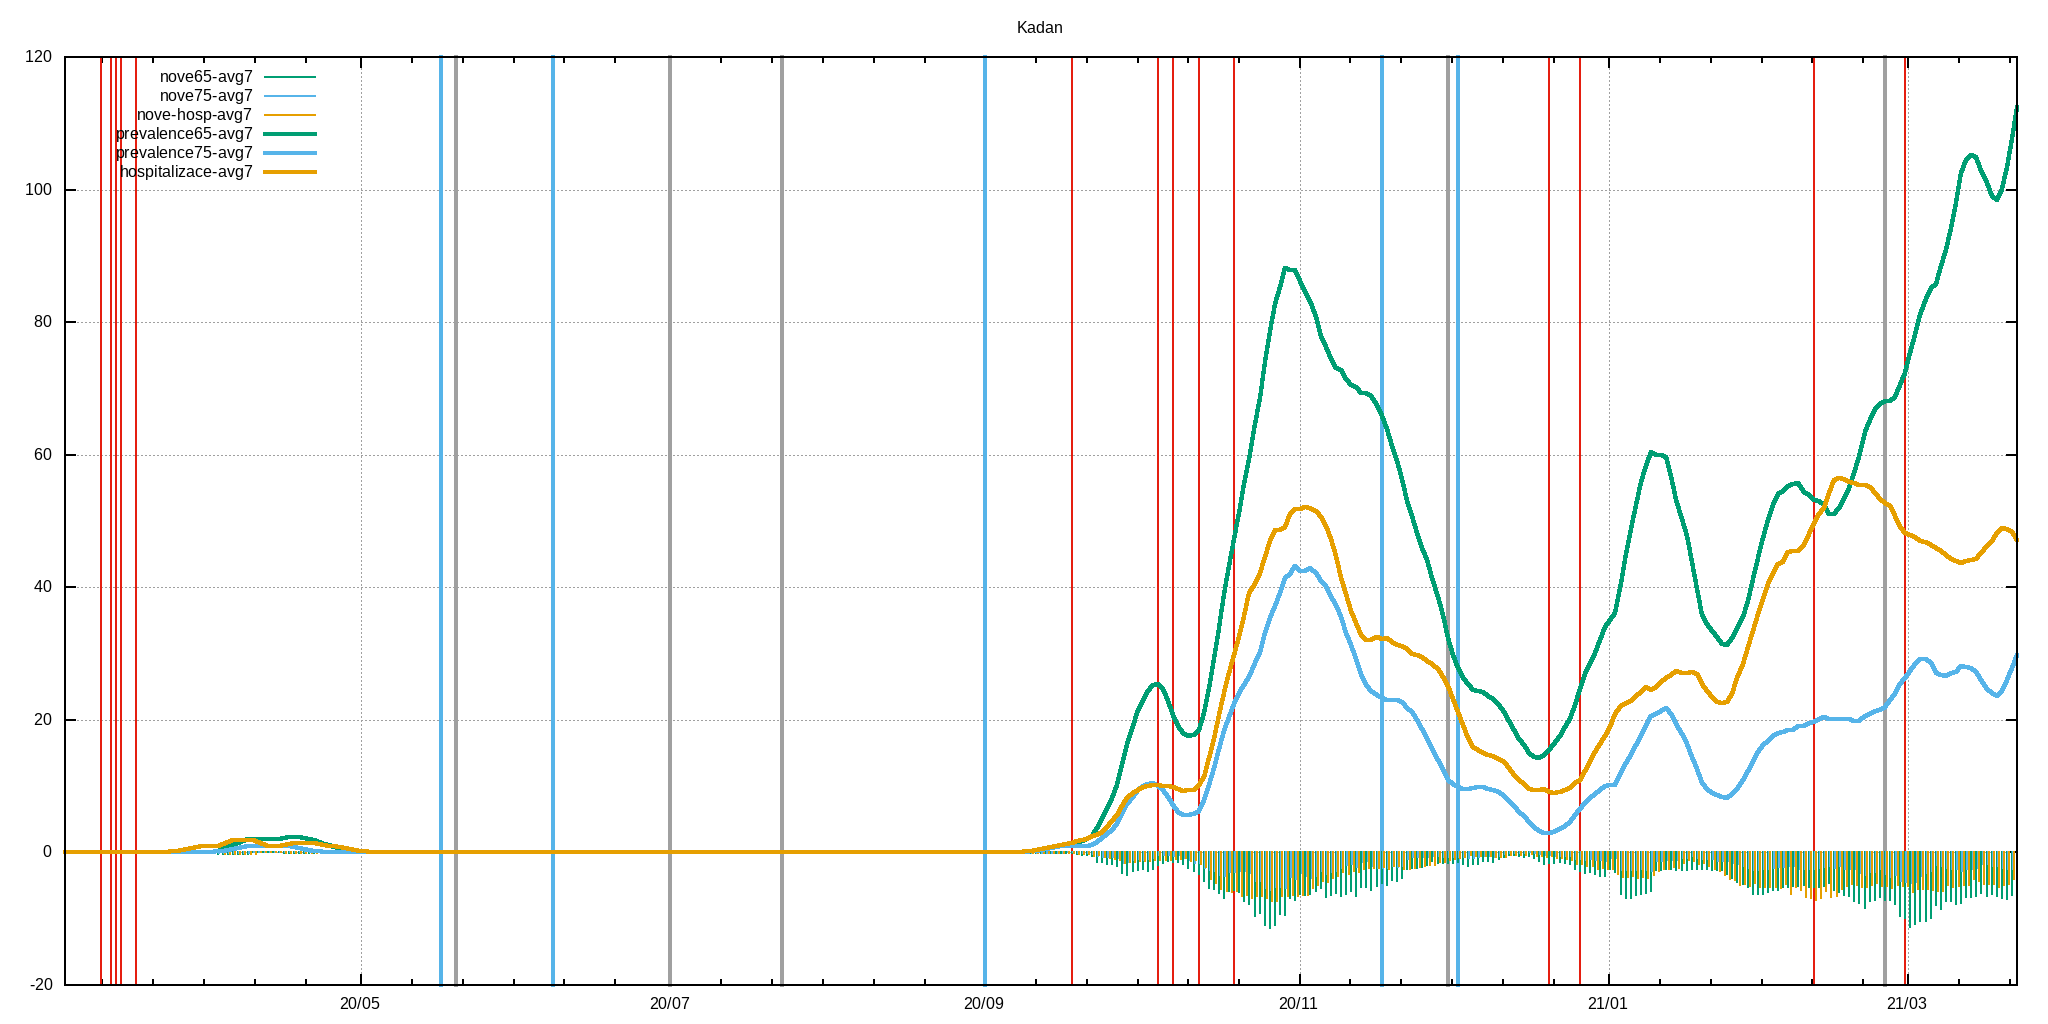 Kadan
120
100
80
60
40
20
0
-20
nove65-avg7
nove75-avg7
nove-hosp-avg7
prevalence65-avg7
prevalence75-avg7
hospitalizace-avg7
20/05 20/07 20/09 20/11 21/01 21/03